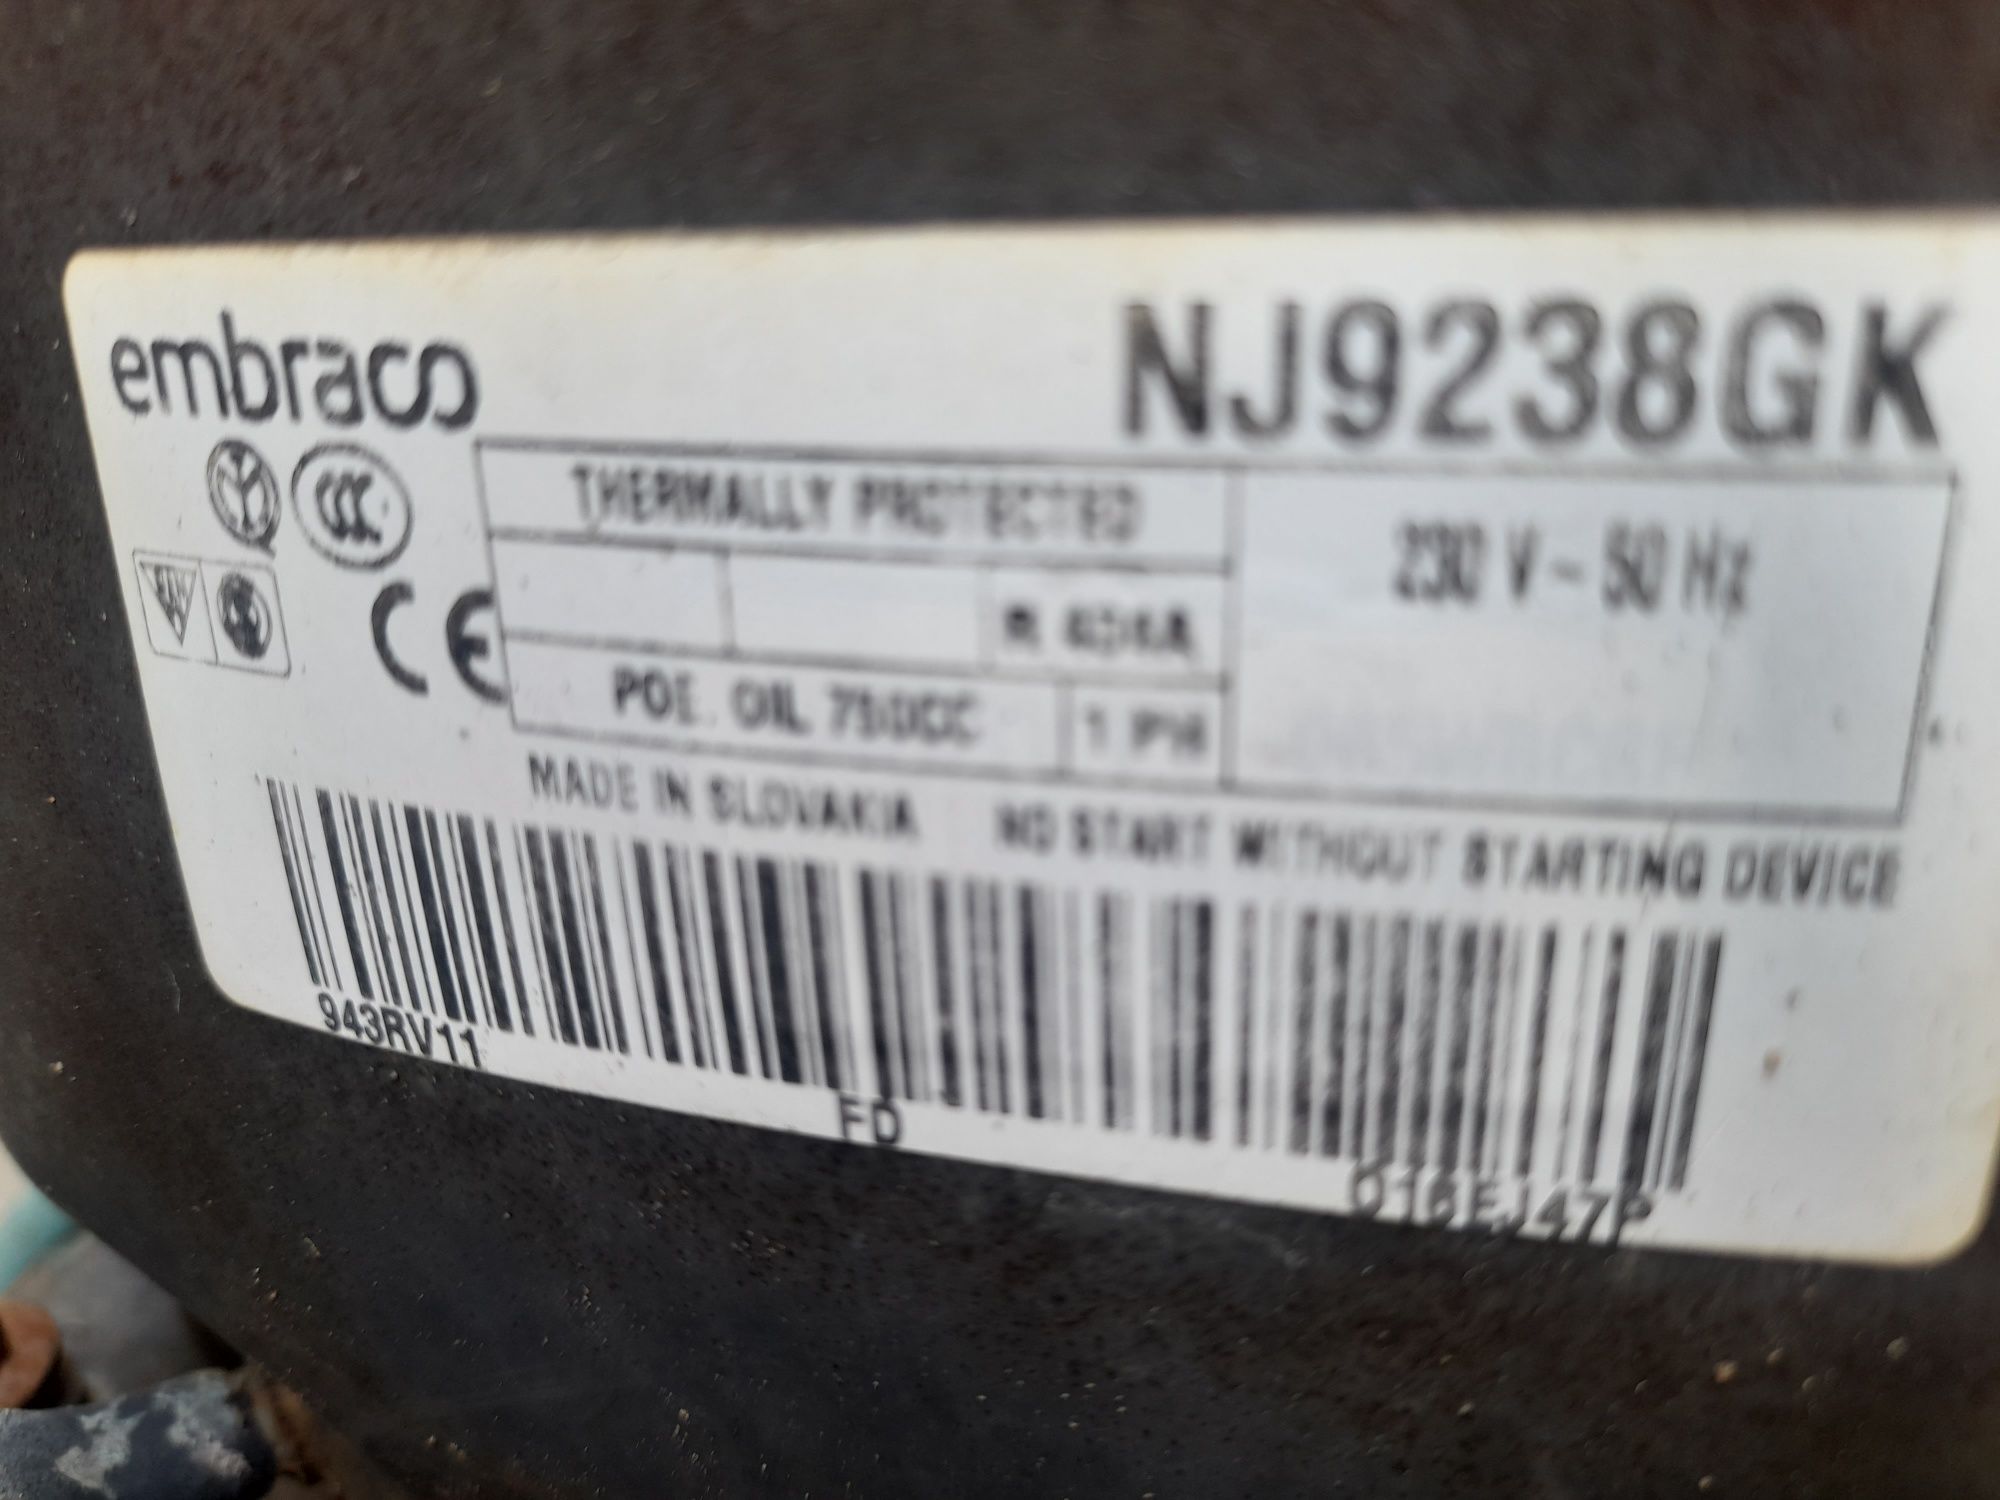 embraco
NJ9238GK
THERMALLY PROTECTED
230 V ~ 50 Hz
R 404A
POE. OIL 750CC
1 PH
MADE IN SLOVAKIA
NO START WITHOUT STARTING DEVICE
943RV11
FD
016EJ47P